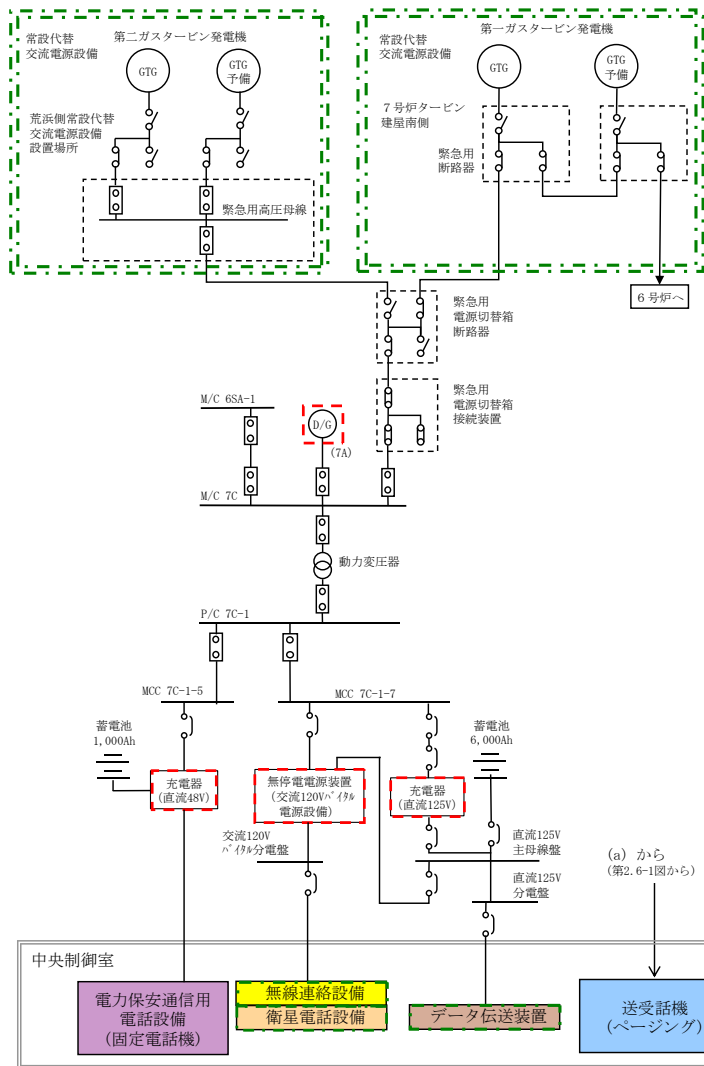 常設代替
交流電源設備
第二ガスタービン発電機
GTG
GTG
予備
荒浜側常設代替
交流電源設備
設置場所
緊急用高圧母線
常設代替
交流電源設備
第一ガスタービン発電機
GTG
GTG
予備
7号炉タービン
建屋南側
緊急用
断路器
6号炉へ
緊急用
電源切替箱
断路器
緊急用
電源切替箱
接続装置
M/C 6SA-1
D/G
(7A)
M/C 7C
動力変圧器
P/C 7C-1
MCC 7C-1-5
MCC 7C-1-7
蓄電池
1,000Ah
蓄電池
6,000Ah
充電器
(直流48V)
無停電電源装置
(交流120Vﾊﾞｲﾀﾙ
電源設備)
充電器
(直流125V)
交流120V
ﾊﾞｲﾀﾙ分電盤
直流125V
主母線盤
直流125V
分電盤
(a) から
(第2.6-1図から)
中央制御室
電力保安通信用
電話設備
(固定電話機)
無線連絡設備
衛星電話設備
データ伝送装置
送受話機
(ページング)